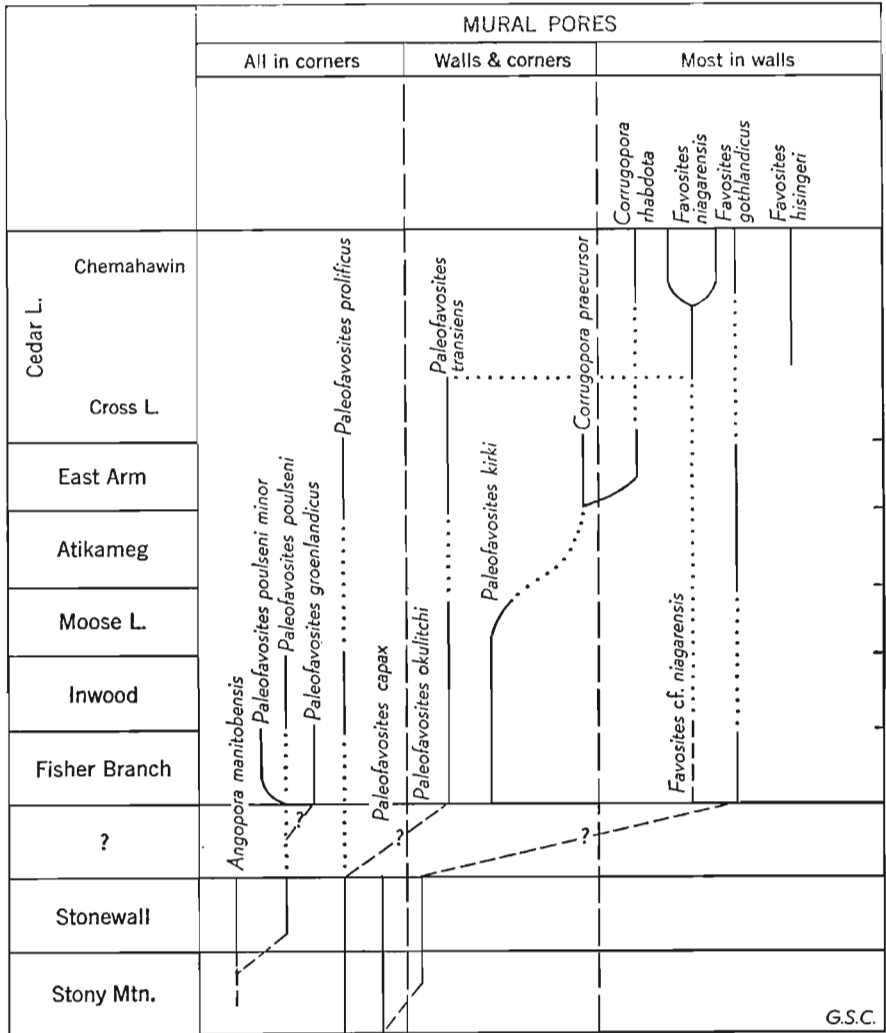 MURAL PORES
All in corners
Walls & corners
Most in walls
Corrugopora
rhabdota
Favosites
niagarensis
Favosites
gothlandicus
Favosites
hisingeri
Cedar L.
Chemahawin
Cross L.
East Arm
Atikameg
Moose L.
Inwood
Fisher Branch
?
Stonewall
Stony Mtn.
Angopora manitobensis
Paleofavosites poulseni minor
Paleofavosites poulseni
Paleofavosites groenlandicus
Paleofavosites prolificus
Paleofavosites capax
Paleofavosites okulitchi
Paleofavosites
transiens
Paleofavosites kirki
Corrugopora praecursor
Favosites cf. niagarensis
?
?
?
G.S.C.